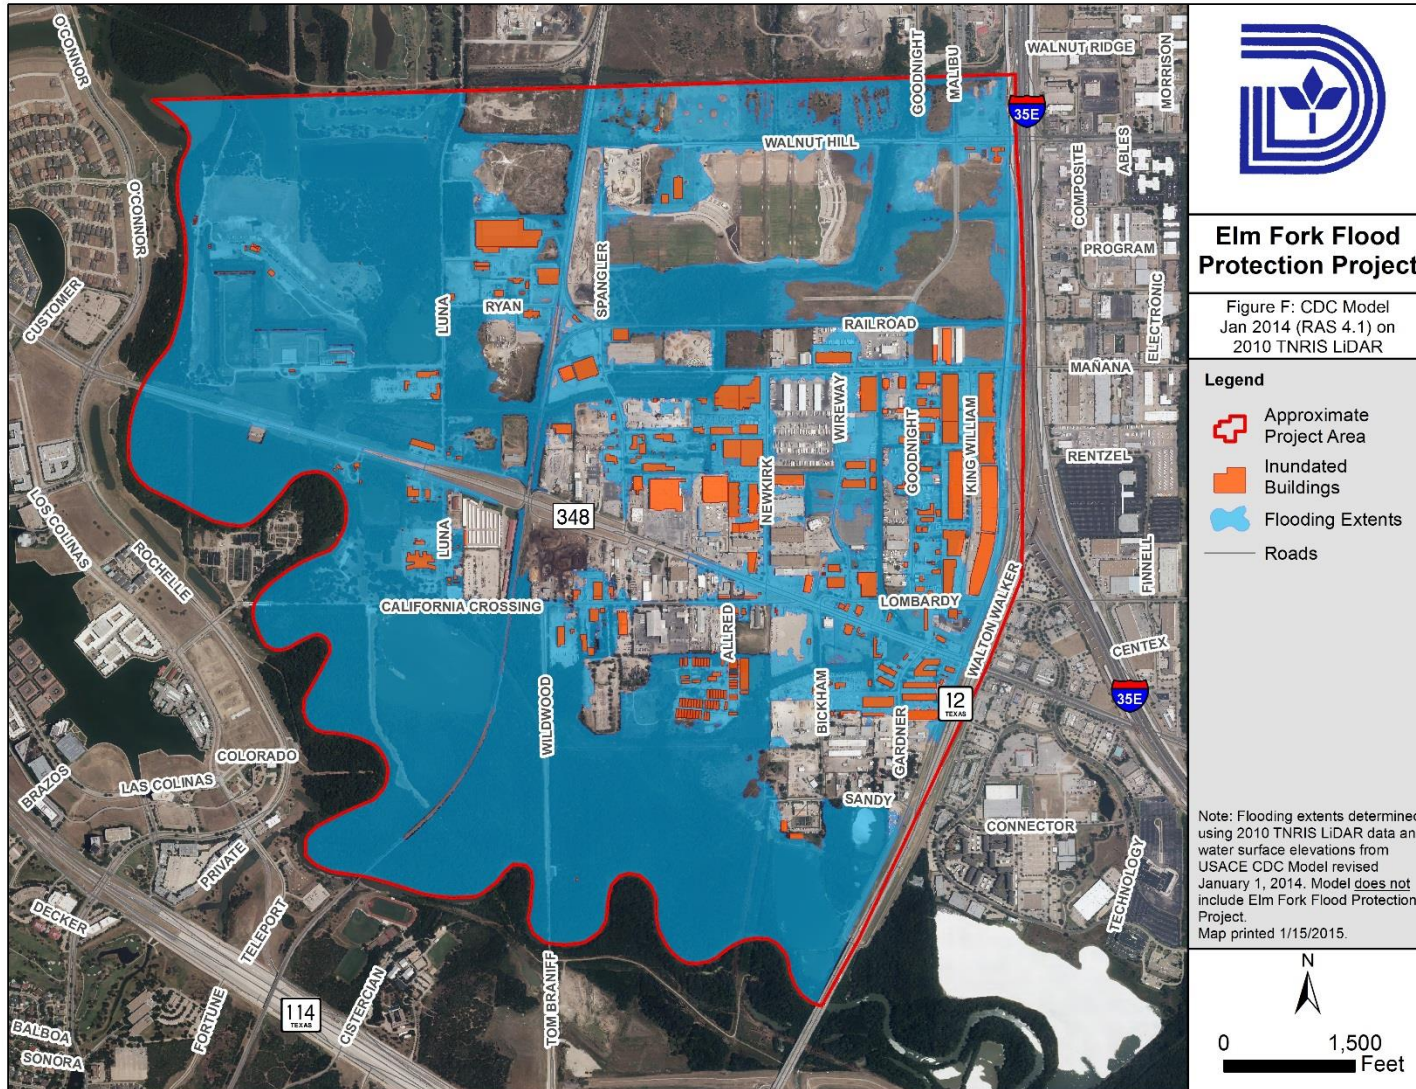 O'CONNOR
GOODNIGHT
MALIBU
WALNUT RIDGE
MORRISON
35E
WALNUT HILL
ABLES
COMPOSITE
O'CONNOR
PROGRAM
SPANGLER
CUSTOMER
LUNA
RYAN
RAILROAD
ELECTRONIC
MAÑANA
WIREWAY
GOODNIGHT
KING WILLIAM
RENTZEL
NEWKIRK
348
LOS COLINAS
LUNA
ROCHELLE
FINNELL
CALIFORNIA CROSSING
LOMBARDY
ALLRED
WALTON WALKER
CENTEX
35E
12
TEXAS
WILDWOOD
BICKHAM
GARDNER
COLORADO
LAS COLINAS
BRAZOS
SANDY
CONNECTOR
PRIVATE
TECHNOLOGY
DECKER
TELEPORT
TOM BRANIFF
CISTERCIAN
FORTUNE
114
TEXAS
BALBOA
SONORA
Elm Fork Flood
Protection Project
Figure F: CDC Model
Jan 2014 (RAS 4.1) on
2010 TNRIS LiDAR
Legend
Approximate
Project Area
Inundated
Buildings
Flooding Extents
Roads
Note: Flooding extents determined
using 2010 TNRIS LiDAR data an
water surface elevations from
USACE CDC Model revised
January 1, 2014. Model does not
include Elm Fork Flood Protection
Project.
Map printed 1/15/2015.
N
0 1,500
Feet